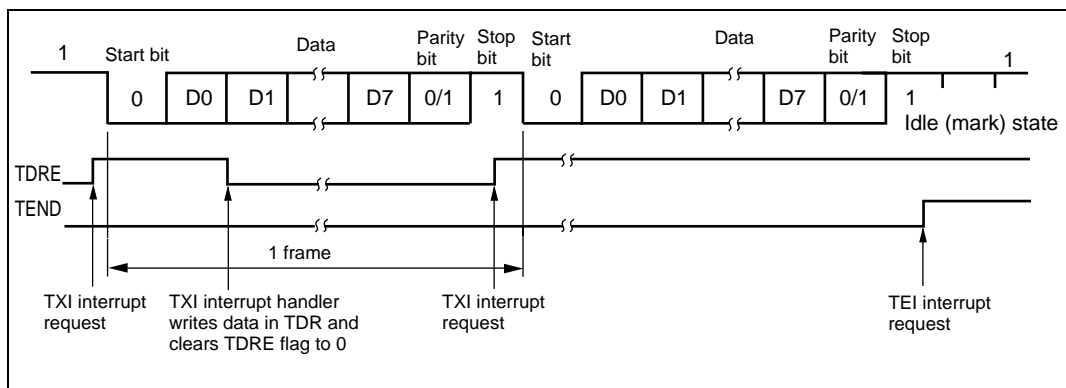 1
Start bit
Data
Parity
bit
Stop
bit
Start
bit
Data
Parity
bit
Stop
bit
1
0
D0
D1
D7
0/1
1
0
D0
D1
D7
0/1
1
Idle (mark) state
TDRE
TEND
1 frame
TXI interrupt
request
TXI interrupt handler
writes data in TDR and
clears TDRE flag to 0
TXI interrupt
request
TEI interrupt
request